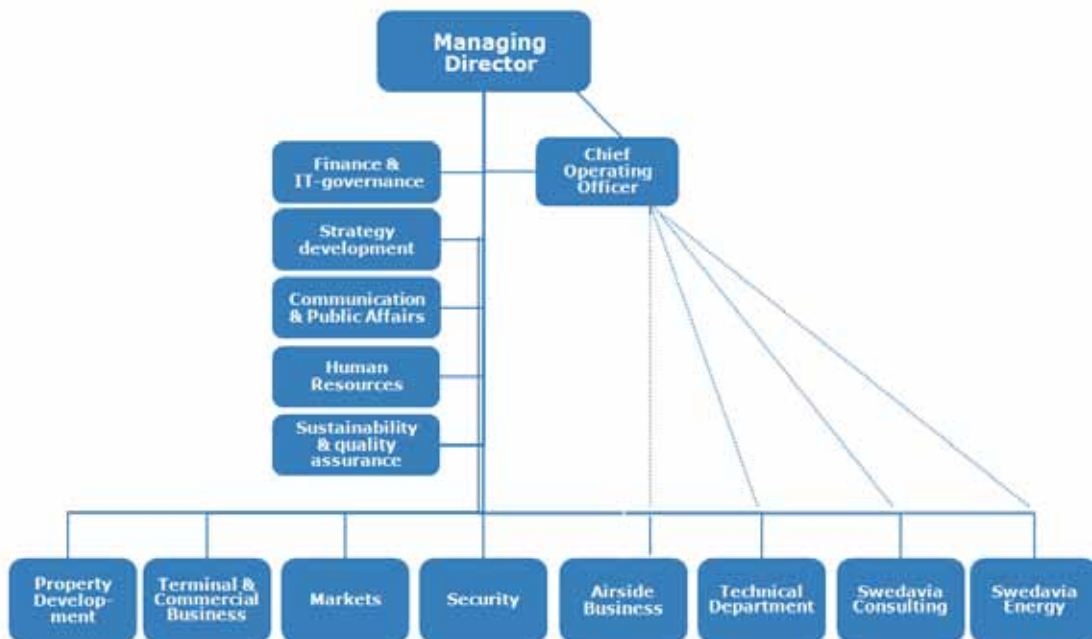 Managing
Director
Chief
Operating
Officer
Finance &
IT-governance
Strategy
development
Communication
& Public Affairs
Human
Resources
Sustainability
& quality
assurance
Property
Develop-
ment
Terminal &
Commercial
Business
Markets
Security
Airside
Business
Technical
Department
Swedavia
Consulting
Swedavia
Energy